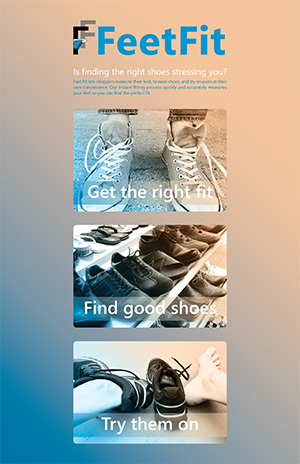 FeetFit
Is finding the right shoes stressing you?
Feet Fit lets shoppers measure their feet, browse shoes, and try on pairs at their
own convenience. Our instant fitting process quickly and accurately measures
your feet so you can find the perfect fit.
Get the right fit
Find good shoes
Try them on